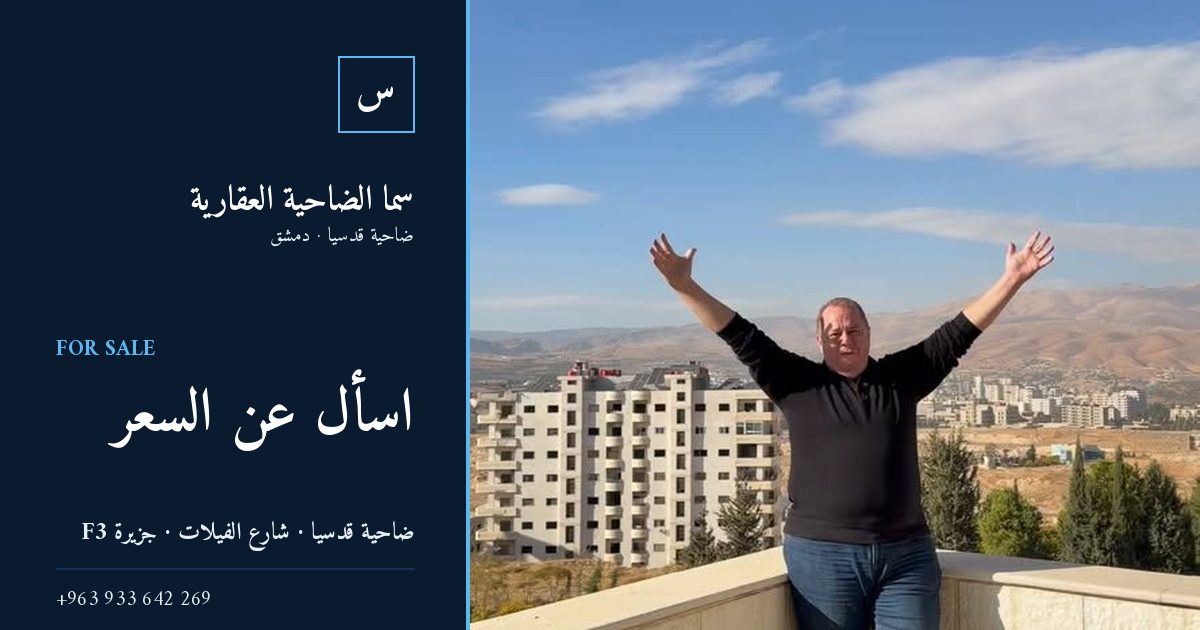 س
سما الضاحية العقارية
ضاحية قدسيا · دمشق
FOR SALE
اسأل عن السعر
ضاحية قدسيا · شارع الفيلات · جزيرة F3
+963 933 642 269